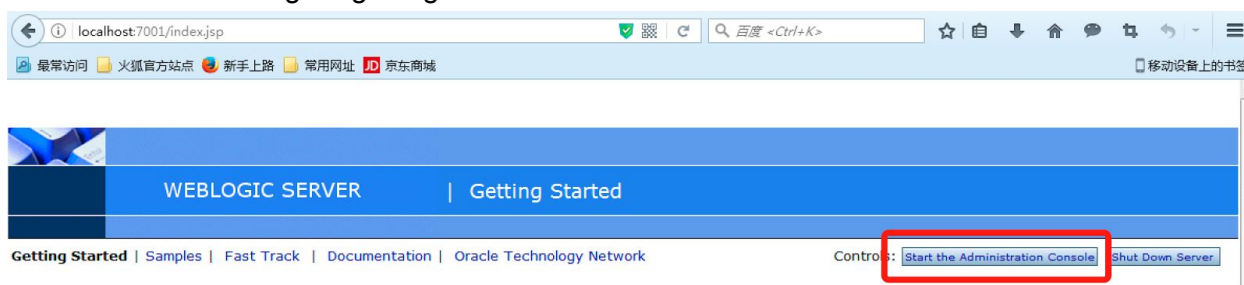 localhost:7001/index.jsp 百度 <Ctrl+K>
最常访问 火狐官方站点 新手上路 常用网址 JD 京东商城 移动设备上的书签
WEBLOGIC SERVER | Getting Started
Getting Started | Samples | Fast Track | Documentation | Oracle Technology Network Controls: Start the Administration Console Shut Down Server